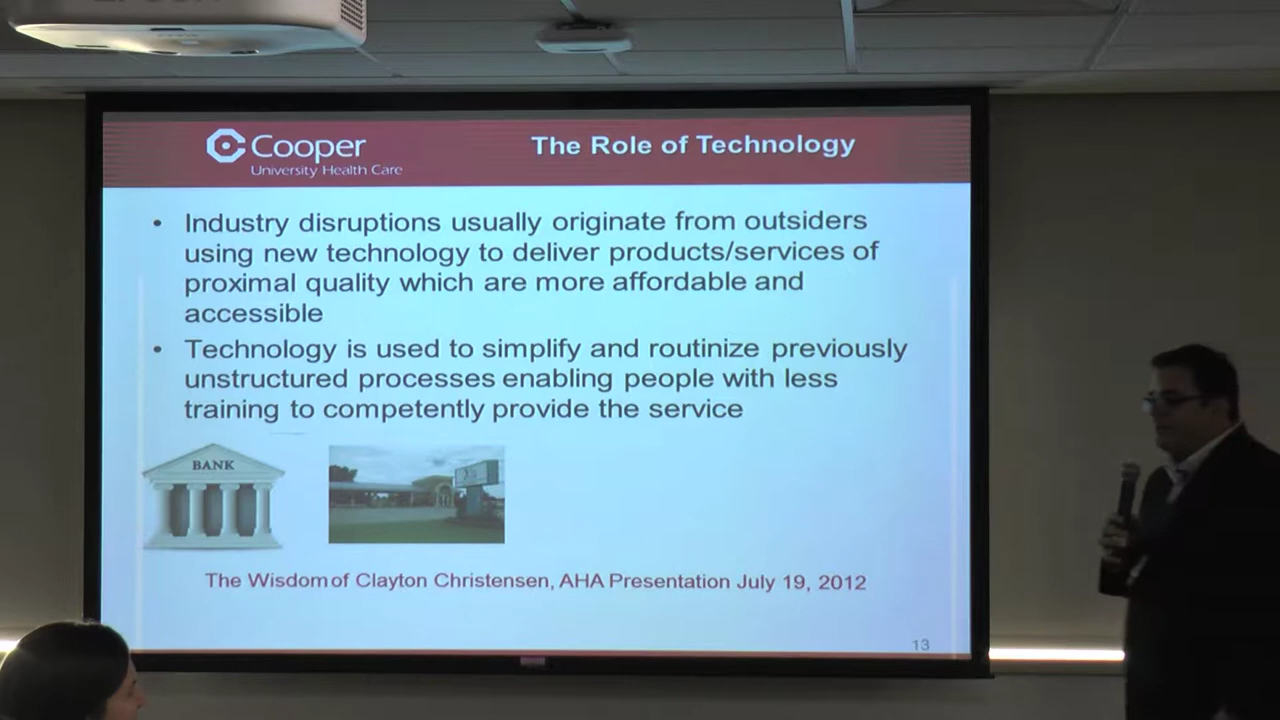 Cooper
University Health Care
The Role of Technology
• Industry disruptions usually originate from outsiders
using new technology to deliver products/services of
proximal quality which are more affordable and
accessible
• Technology is used to simplify and routinize previously
unstructured processes enabling people with less
training to competently provide the service
BANK
The Wisdom of Clayton Christensen, AHA Presentation July 19, 2012
13